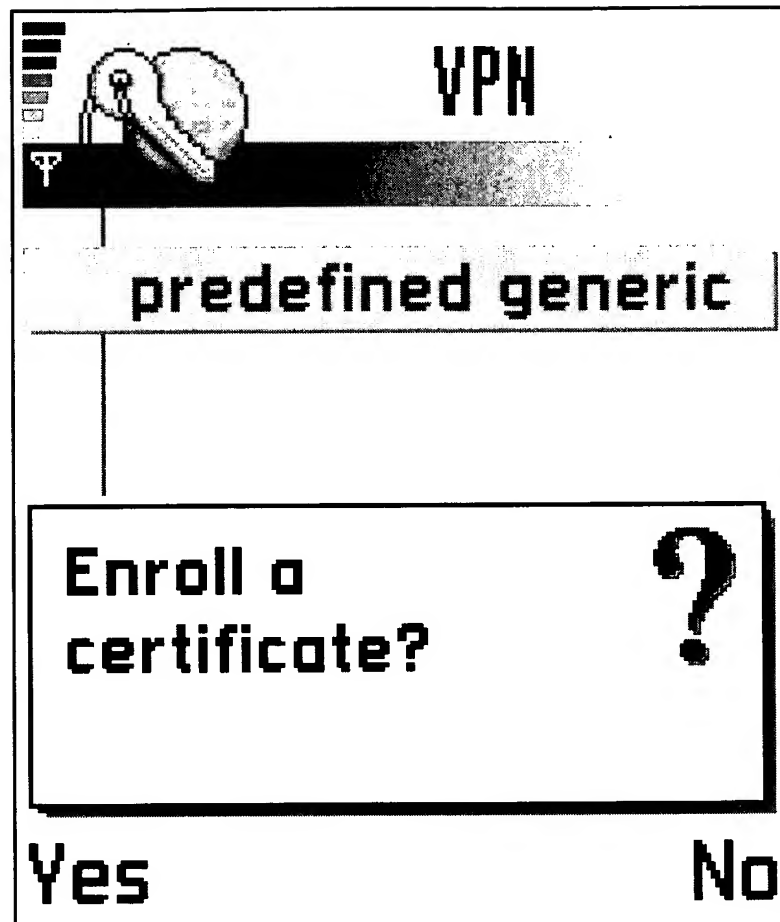 VPN
predefined generic
Enroll a
certificate?
Yes
No